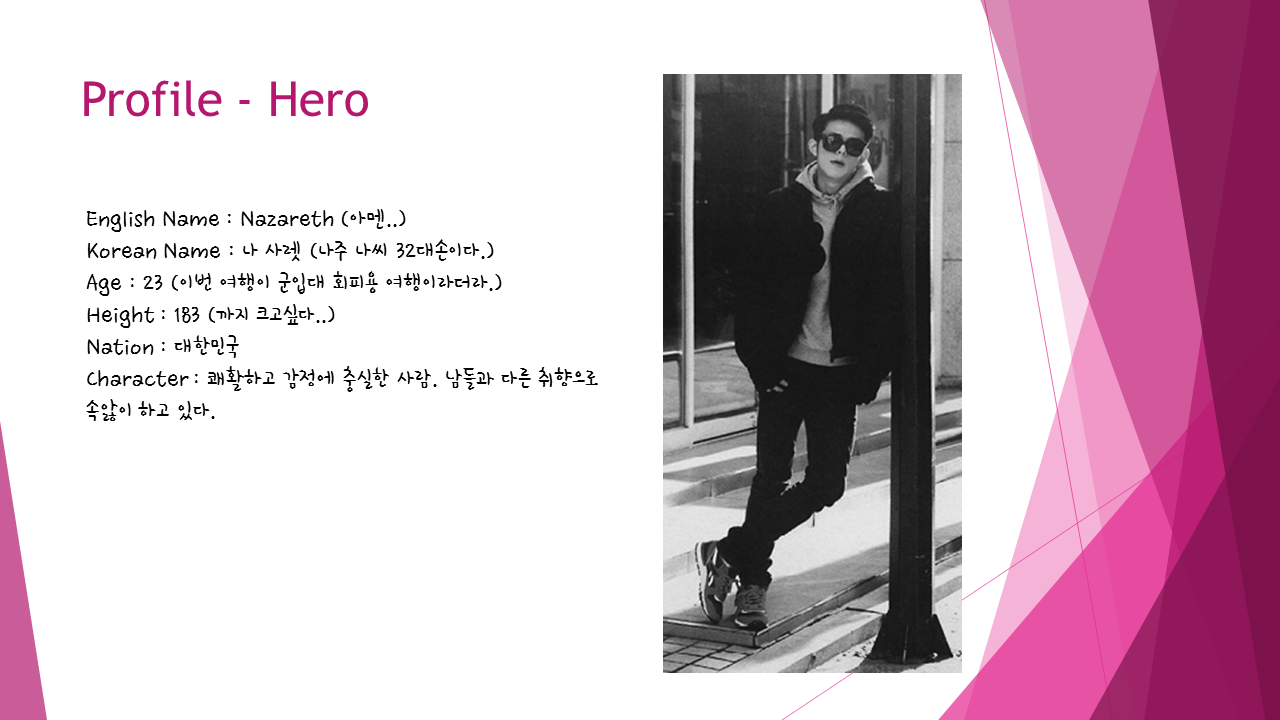 Profile - Hero
English Name : Nazareth (아멘..)
Korean Name : 나 사렛 (나주 나씨 32대손이다.)
Age : 23 (이번 여행이 군입대 회피용 여행이라더라.)
Height : 183 (까지 크고싶다..)
Nation : 대한민국
Character : 쾌활하고 감정에 충실한 사람. 남들과 다른 취향으로
속앓이 하고 있다.